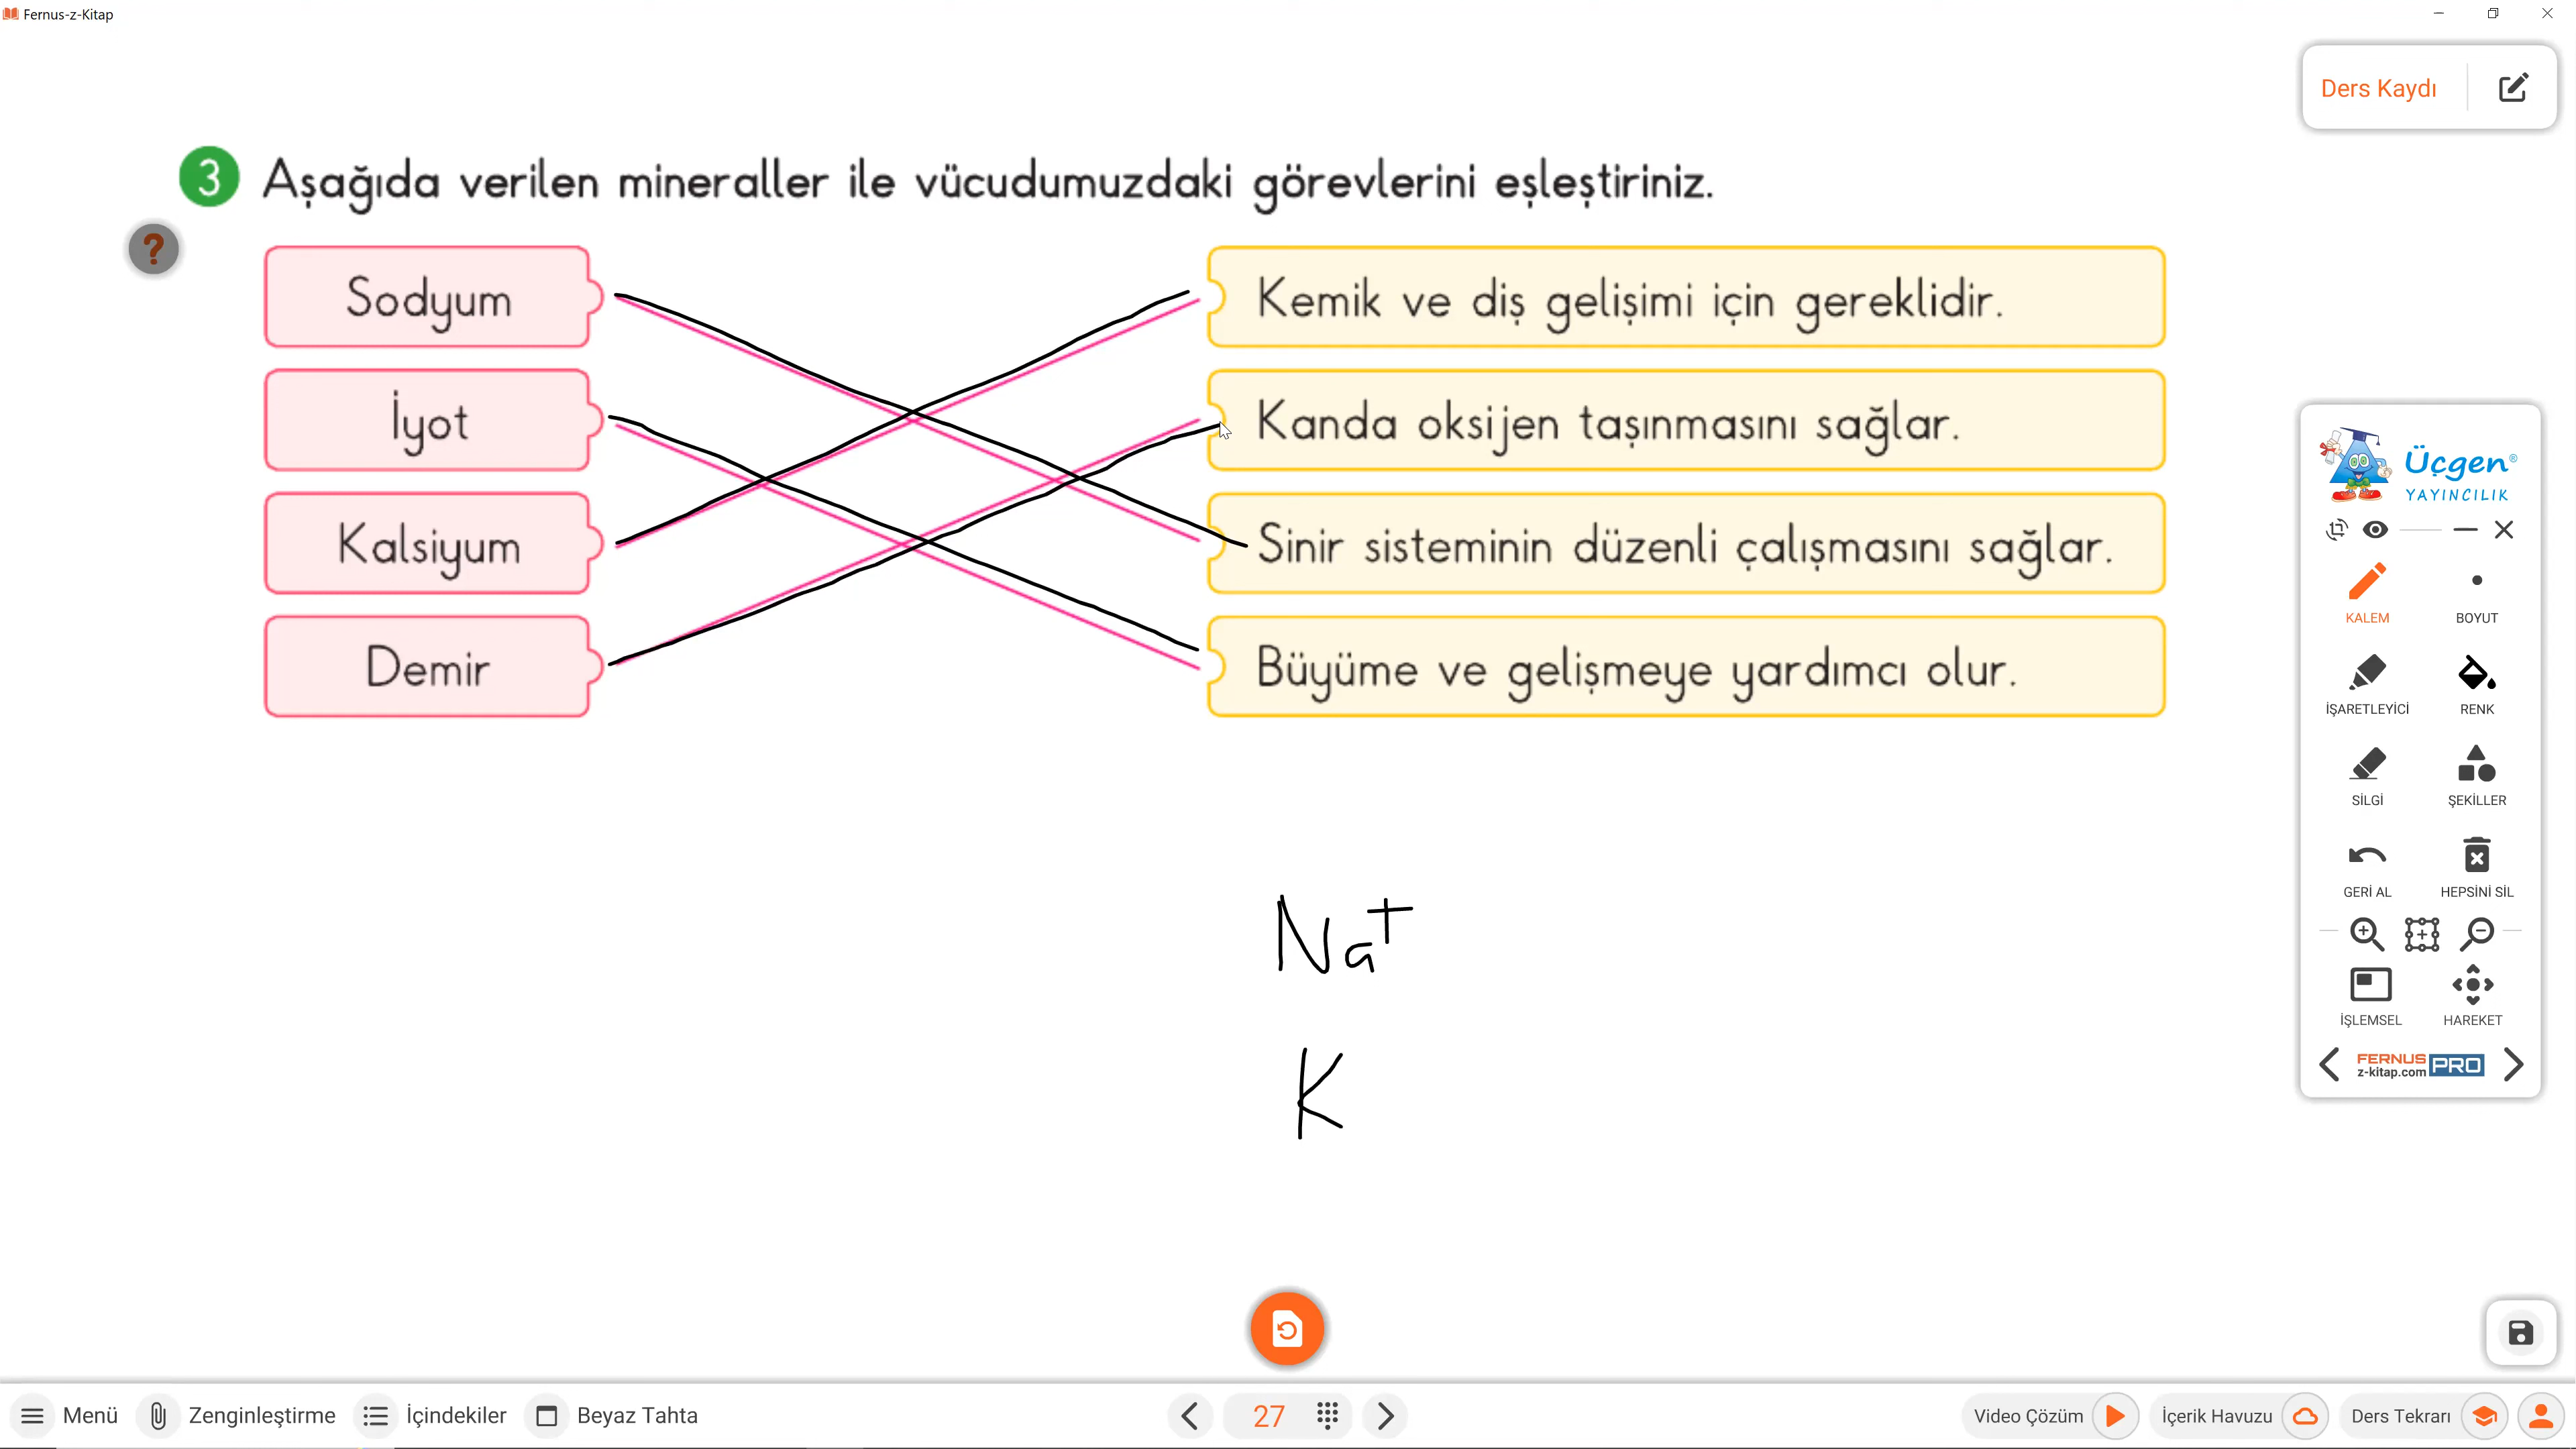 Fernus-z-Kitap
Ders Kaydı
3 Aşağıda verilen mineraller ile vücudumuzdaki görevlerini eşleştiriniz.
?
Sodyum
Kemik ve diş gelişimi için gereklidir.
İyot
Kanda oksijen taşınmasını sağlar.
Kalsiyum
Sinir sisteminin düzenli çalışmasını sağlar.
Demir
Büyüme ve gelişmeye yardımcı olur.
Na+
K
Üçgen®
YAYINCILIK
KALEM BOYUT
İŞARETLEYİCİ RENK
SİLGİ ŞEKİLLER
GERİ AL HEPSİNİ SİL
İŞLEMSEL HAREKET
FERNUS
z-kitap.com PRO
Menü Zenginleştirme İçindekiler Beyaz Tahta 27 Video Çözüm İçerik Havuzu Ders Tekrarı